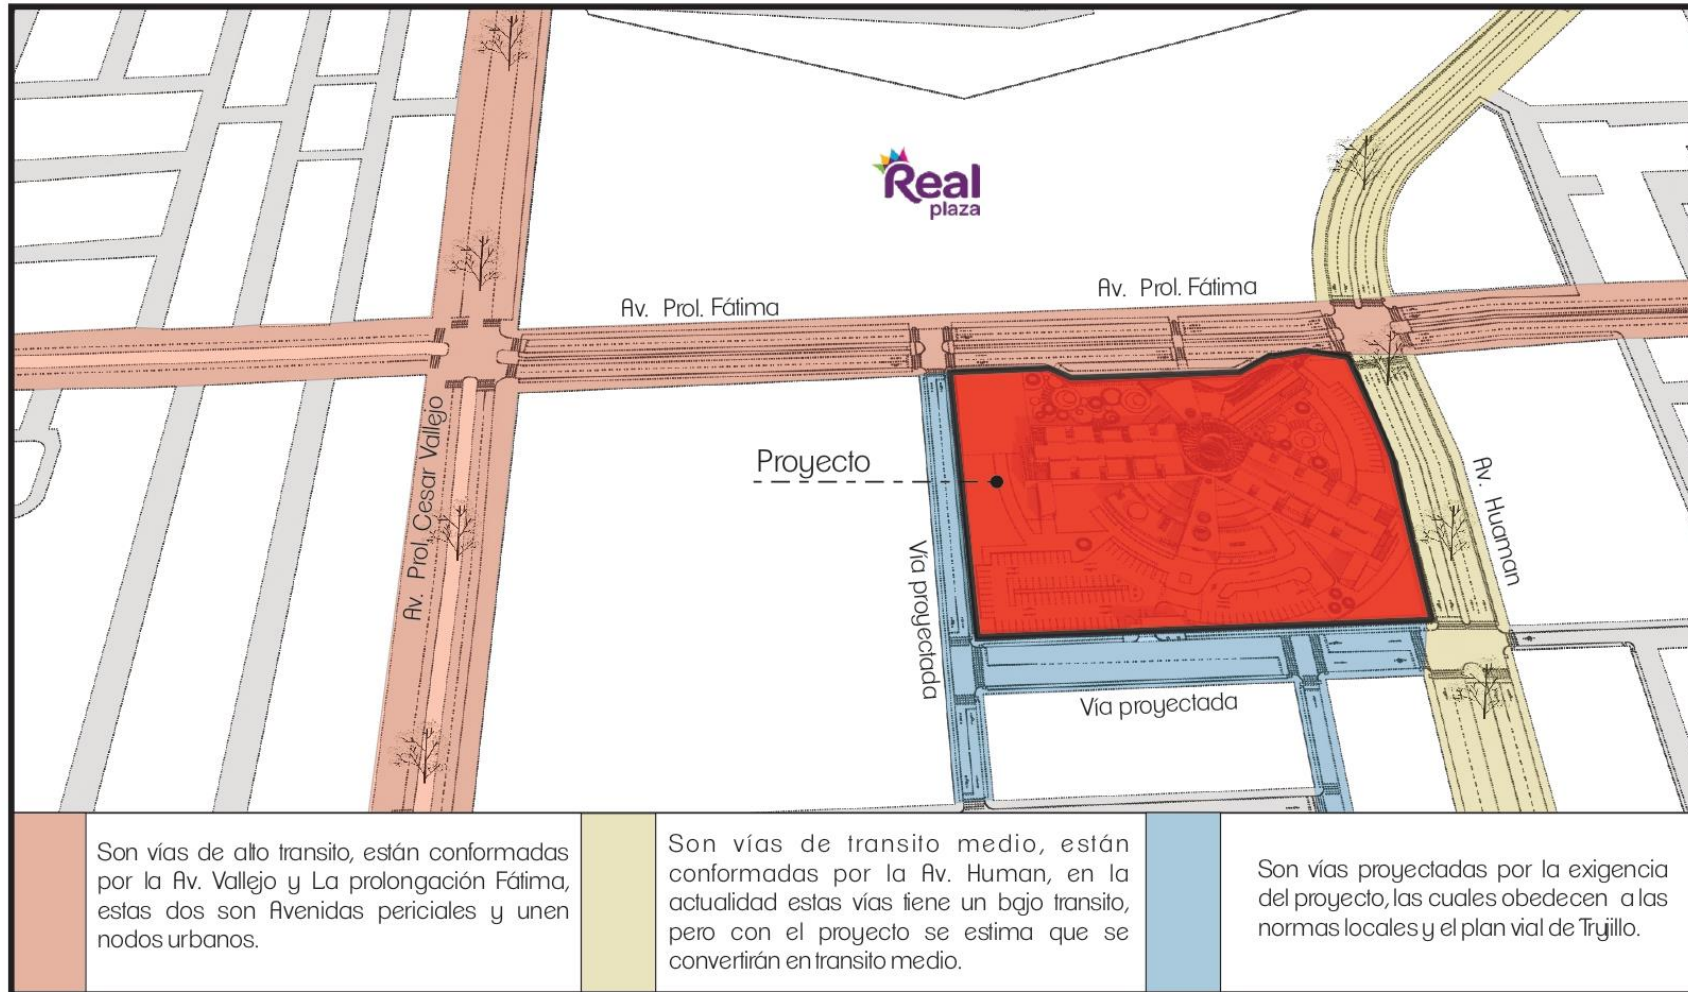 Real
plaza
Av. Prol. Fátima
Av. Prol. Fátima
Av. Prol. Cesar Vallejo
Proyecto
Vía proyectada
Av. Huaman
Vía proyectada
Son vías de alto transito, están conformadas
por la Av. Vallejo y La prolongación Fátima,
estas dos son Avenidas periciales y unen
nodos urbanos.
Son vías de transito medio, están
conformadas por la Av. Human, en la
actualidad estas vías tiene un bajo transito,
pero con el proyecto se estima que se
convertirán en transito medio.
Son vías proyectadas por la exigencia
del proyecto, las cuales obedecen a las
normas locales y el plan vial de Trujillo.